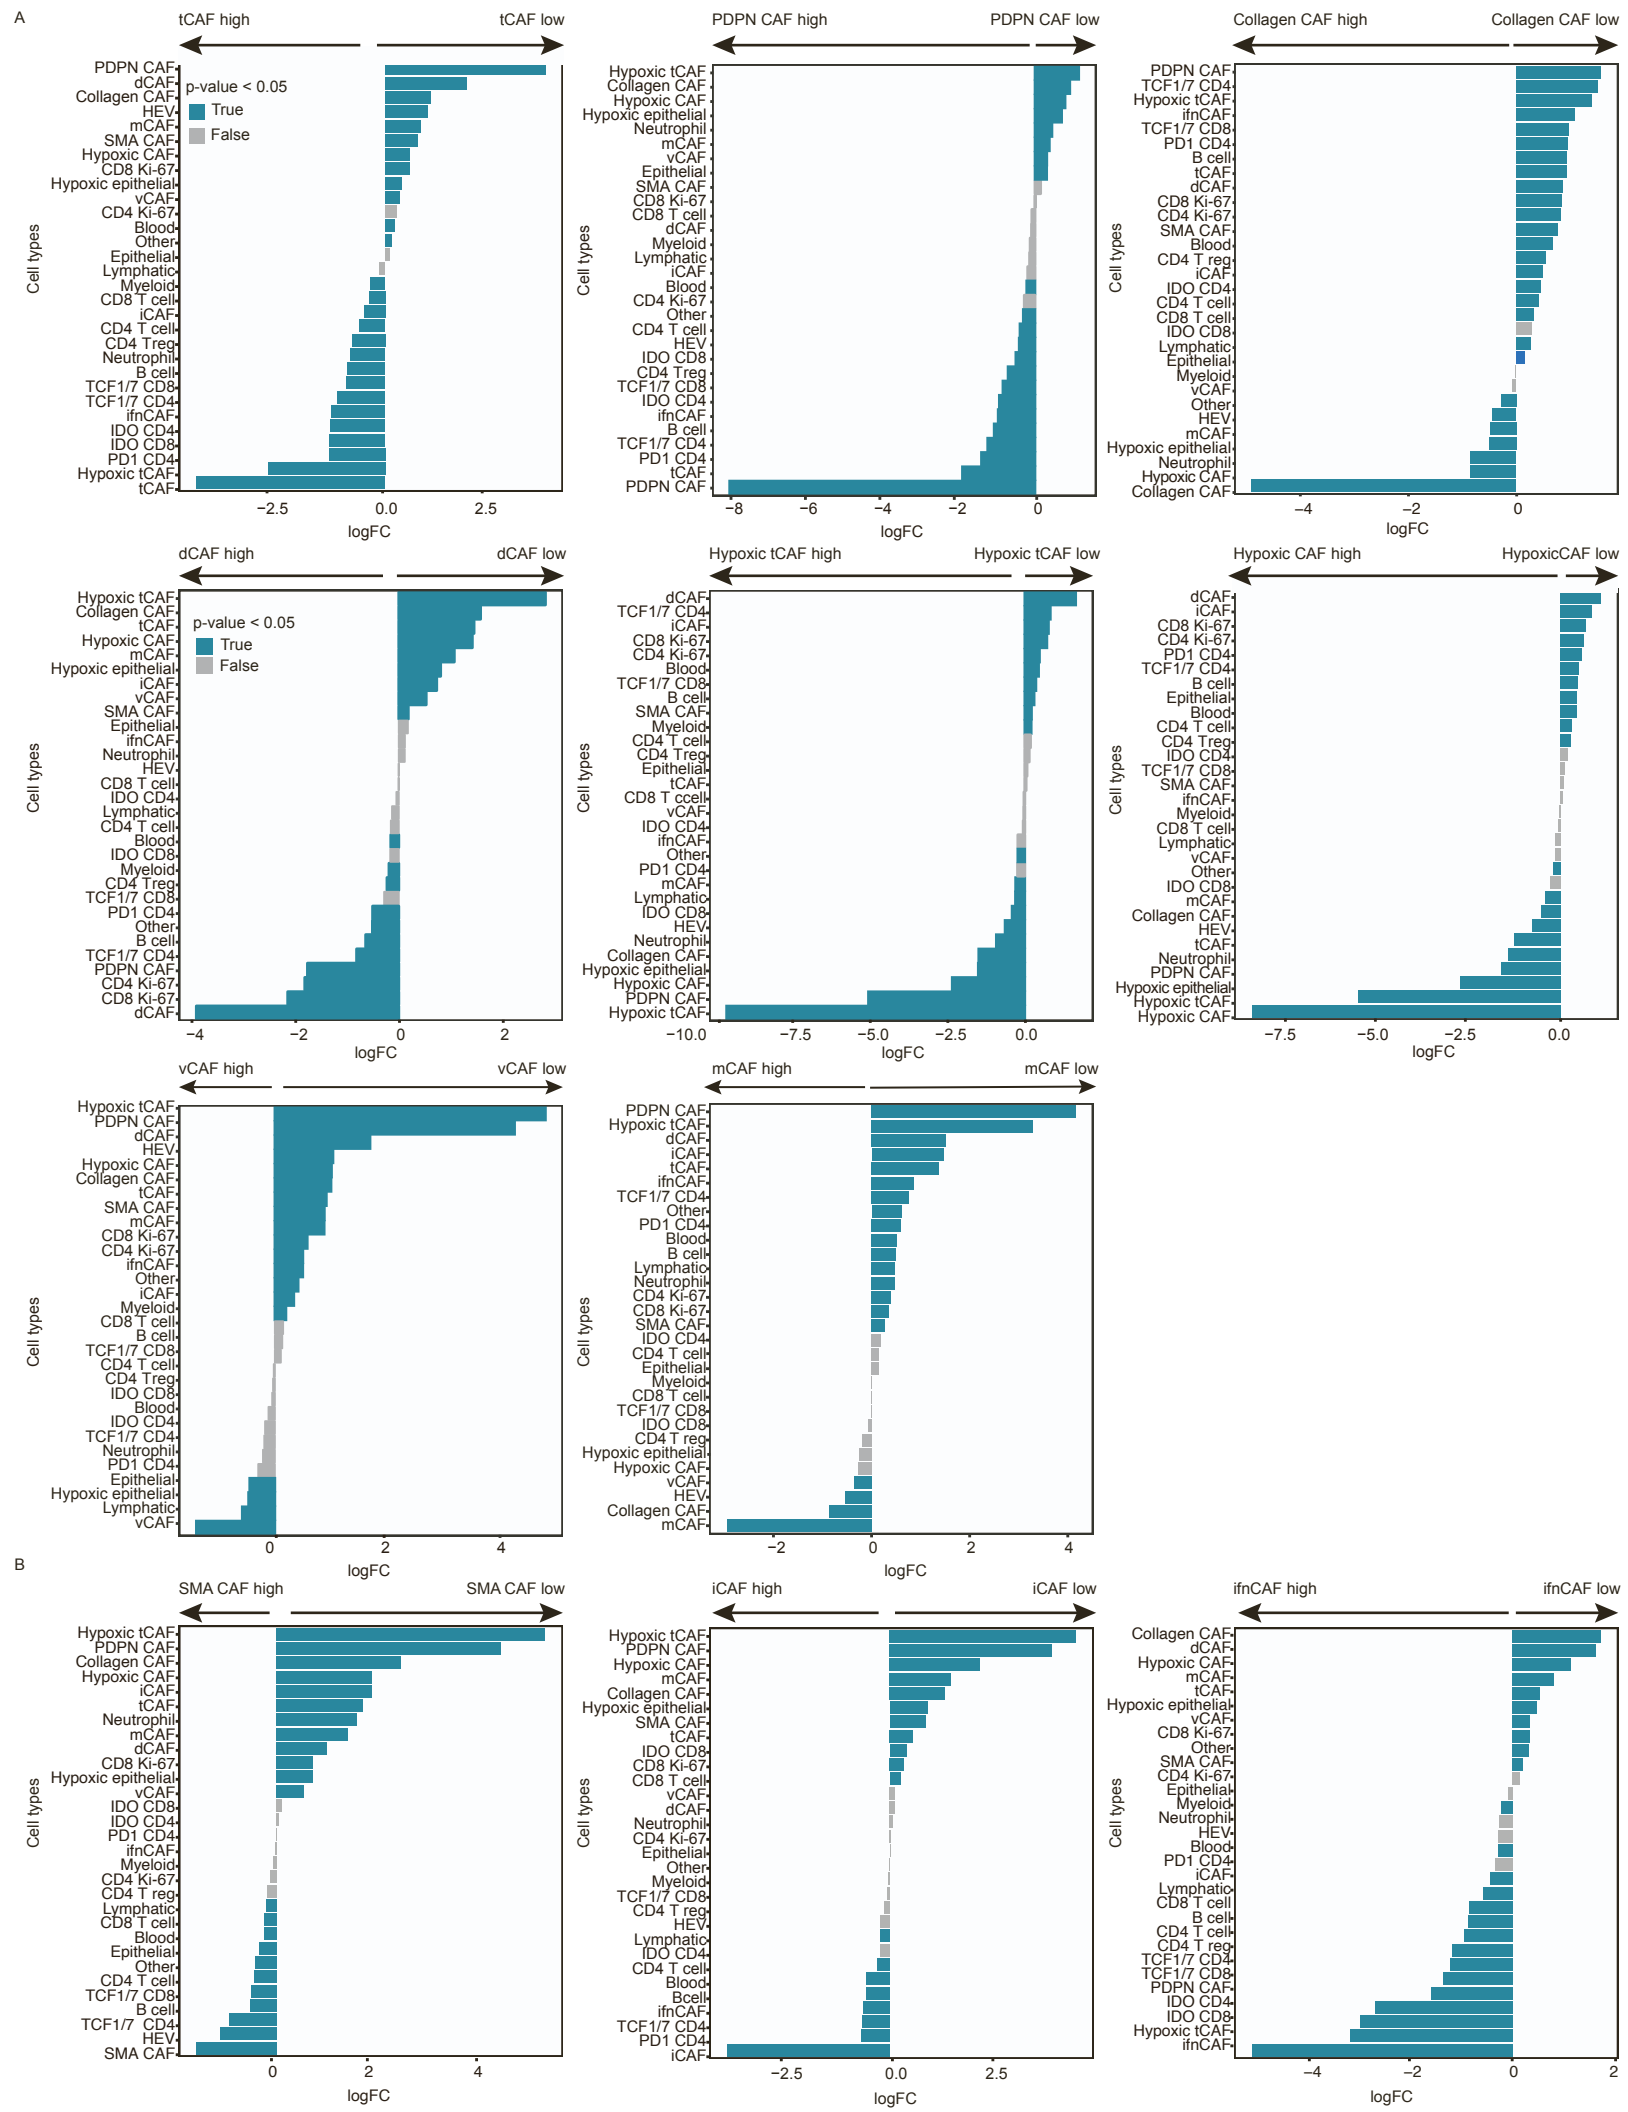 A
tCAF high
tCAF low
p-value < 0.05
True
False
Cell types
PDPN CAF
dCAF
Collagen CAF
HEV
mCAF
SMA CAF
Hypoxic CAF
CD8 Ki-67
Hypoxic epithelial
vCAF
CD4 Ki-67
Blood
Other
Epithelial
Lymphatic
Myeloid
CD8 T cell
iCAF
CD4 T cell
CD4 Treg
Neutrophil
B cell
TCF1/7 CD8
TCF1/7 CD4
ifnCAF
IDO CD4
IDO CD8
PD1 CD4
Hypoxic tCAF
tCAF
−2.5 0.0 2.5
logFC
PDPN CAF high
PDPN CAF low
Cell types
Hypoxic tCAF
Collagen CAF
Hypoxic CAF
Hypoxic epithelial
Neutrophil
mCAF
vCAF
Epithelial
SMA CAF
CD8 Ki-67
CD8 T cell
dCAF
Myeloid
Lymphatic
iCAF
Blood
CD4 Ki-67
Other
CD4 T cell
HEV
IDO CD8
CD4 Treg
TCF1/7 CD8
IDO CD4
ifnCAF
B cell
TCF1/7 CD4
PD1 CD4
tCAF
PDPN CAF
−8 −6 −4 −2 0
logFC
Collagen CAF high
Collagen CAF low
Cell types
PDPN CAF
TCF1/7 CD4
Hypoxic tCAF
ifnCAF
TCF1/7 CD8
PD1 CD4
B cell
tCAF
dCAF
CD8 Ki-67
CD4 Ki-67
SMA CAF
Blood
CD4 T reg
iCAF
IDO CD4
CD4 T cell
CD8 T cell
IDO CD8
Lymphatic
Epithelial
Myeloid
vCAF
Other
HEV
mCAF
Hypoxic epithelial
Neutrophil
Hypoxic CAF
Collagen CAF
−4 −2 0
logFC
dCAF high
dCAF low
p-value < 0.05
True
False
Cell types
Hypoxic tCAF
Collagen CAF
tCAF
Hypoxic CAF
mCAF
Hypoxic epithelial
iCAF
vCAF
SMA CAF
Epithelial
ifnCAF
Neutrophil
HEV
CD8 T cell
IDO CD4
Lymphatic
CD4 T cell
Blood
IDO CD8
Myeloid
CD4 Treg
TCF1/7 CD8
PD1 CD4
Other
B cell
TCF1/7 CD4
PDPN CAF
CD4 Ki-67
CD8 Ki-67
dCAF
−4 −2 0 2
logFC
Hypoxic tCAF high
Hypoxic tCAF low
Cell types
dCAF
TCF1/7 CD4
iCAF
CD8 Ki-67
CD4 Ki-67
Blood
TCF1/7 CD8
B cell
SMA CAF
Myeloid
CD4 T cell
CD4 Treg
Epithelial
tCAF
CD8 T ccell
vCAF
IDO CD4
ifnCAF
Other
PD1 CD4
mCAF
Lymphatic
IDO CD8
HEV
Neutrophil
Collagen CAF
Hypoxic epithelial
Hypoxic CAF
PDPN CAF
Hypoxic tCAF
−10.0 −7.5 −5.0 −2.5 0.0
logFC
Hypoxic CAF high
HypoxicCAF low
Cell types
dCAF
iCAF
CD8 Ki-67
CD4 Ki-67
PD1 CD4
TCF1/7 CD4
B cell
Epithelial
Blood
CD4 T cell
CD4 Treg
IDO CD4
TCF1/7 CD8
SMA CAF
ifnCAF
Myeloid
CD8 T cell
Lymphatic
vCAF
Other
IDO CD8
mCAF
Collagen CAF
HEV
tCAF
Neutrophil
PDPN CAF
Hypoxic epithelial
Hypoxic tCAF
Hypoxic CAF
−7.5 −5.0 −2.5 0.0
logFC
vCAF high
vCAF low
Cell types
Hypoxic tCAF
PDPN CAF
dCAF
HEV
Hypoxic CAF
Collagen CAF
tCAF
SMA CAF
mCAF
CD8 Ki-67
CD4 Ki-67
ifnCAF
Other
iCAF
Myeloid
CD8 T cell
B cell
TCF1/7 CD8
CD4 T cell
CD4 Treg
IDO CD8
Blood
IDO CD4
TCF1/7 CD4
Neutrophil
PD1 CD4
Epithelial
Hypoxic epithelial
Lymphatic
vCAF
0 2 4
logFC
mCAF high
mCAF low
Cell types
PDPN CAF
Hypoxic tCAF
dCAF
iCAF
tCAF
ifnCAF
TCF1/7 CD4
Other
PD1 CD4
Blood
B cell
Lymphatic
Neutrophil
CD4 Ki-67
CD8 Ki-67
SMA CAF
IDO CD4
CD4 T cell
Epithelial
Myeloid
CD8 T cell
TCF1/7 CD8
IDO CD8
CD4 T reg
Hypoxic epithelial
Hypoxic CAF
vCAF
HEV
Collagen CAF
mCAF
−2 0 2 4
logFC
B
SMA CAF high
SMA CAF low
Cell types
Hypoxic tCAF
PDPN CAF
Collagen CAF
Hypoxic CAF
iCAF
tCAF
Neutrophil
mCAF
dCAF
CD8 Ki-67
Hypoxic epithelial
vCAF
IDO CD8
IDO CD4
PD1 CD4
ifnCAF
Myeloid
CD4 Ki-67
CD4 T reg
Lymphatic
CD8 T cell
Blood
Epithelial
Other
CD4 T cell
TCF1/7 CD8
B cell
TCF1/7 CD4
HEV
SMA CAF
0 2 4
logFC
iCAF high
iCAF low
Cell types
Hypoxic tCAF
PDPN CAF
Hypoxic CAF
mCAF
Collagen CAF
Hypoxic epithelial
SMA CAF
tCAF
IDO CD8
CD8 Ki-67
CD8 T cell
vCAF
dCAF
Neutrophil
CD4 Ki-67
Epithelial
Other
Myeloid
TCF1/7 CD8
CD4 T reg
HEV
Lymphatic
IDO CD4
CD4 T cell
Blood
Bcell
ifnCAF
TCF1/7 CD4
PD1 CD4
iCAF
−2.5 0.0 2.5
logFC
ifnCAF high
ifnCAF low
Cell types
Collagen CAF
dCAF
Hypoxic CAF
mCAF
tCAF
Hypoxic epithelial
vCAF
CD8 Ki-67
Other
SMA CAF
CD4 Ki-67
Epithelial
Myeloid
Neutrophil
HEV
Blood
PD1 CD4
iCAF
Lymphatic
CD8 T cell
B cell
CD4 T cell
CD4 T reg
TCF1/7 CD4
TCF1/7 CD8
PDPN CAF
IDO CD4
IDO CD8
Hypoxic tCAF
ifnCAF
−4 −2 0 2
logFC